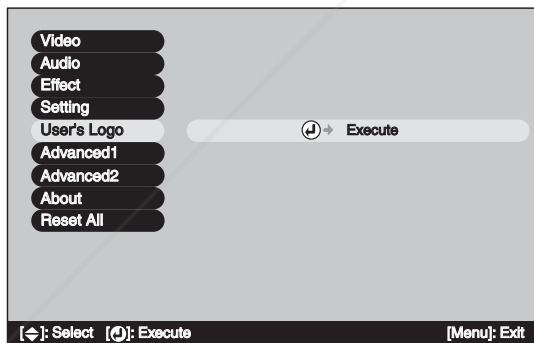 Video
Audio
Effect
Setting
User's Logo
Execute
Advanced1
Advanced2
About
Reset All
[]: Select []: Execute [Menu]: Exit